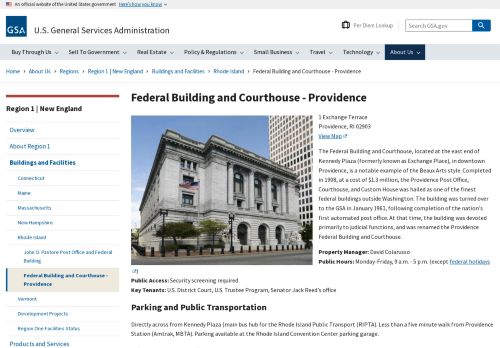 An official website of the United States government Here's how you know
GSA
U.S. General Services Administration
Per Diem Lookup
Search GSA.gov
Buy Through Us
Sell To Government
Real Estate
Policy & Regulations
Small Business
Travel
Technology
About Us
Home › About Us › Regions › Region 1 | New England › Buildings and Facilities › Rhode Island › Federal Building and Courthouse - Providence
Region 1 | New England
Overview
About Region 1
Buildings and Facilities
Connecticut
Maine
Massachusetts
New Hampshire
Rhode Island
John O. Pastore Post Office and Federal
Building
Federal Building and Courthouse -
Providence
Vermont
Development Projects
Region One Facilities Status
Products and Services
Federal Building and Courthouse - Providence
1 Exchange Terrace
Providence, RI 02903
View Map
The Federal Building and Courthouse, located at the east end of
Kennedy Plaza (formerly known as Exchange Place), in downtown
Providence, is a notable example of the Beaux Arts style. Completed
in 1908, at a cost of $1.3 million, the Providence Post Office,
Courthouse, and Custom House was hailed as one of the finest
federal buildings outside Washington. The building was turned over
to the GSA in January 1961, following completion of the nation's
first automated post office. At that time, the building was devoted
primarily to judicial functions, and was renamed the Providence
Federal Building and Courthouse.
Property Manager: David Colarusso
Public Hours: Monday-Friday, 9 a.m. - 5 p.m. (except federal holidays
)
Public Access: Security screening required
Key Tenants: U.S. District Court, U.S. Trustee Program, Senator Jack Reed's office
Parking and Public Transportation
Directly across from Kennedy Plaza (main bus hub for the Rhode Island Public Transport (RIPTA). Less than a five minute walk from Providence
Station (Amtrak, MBTA). Parking available at the Rhode Island Convention Center parking garage.